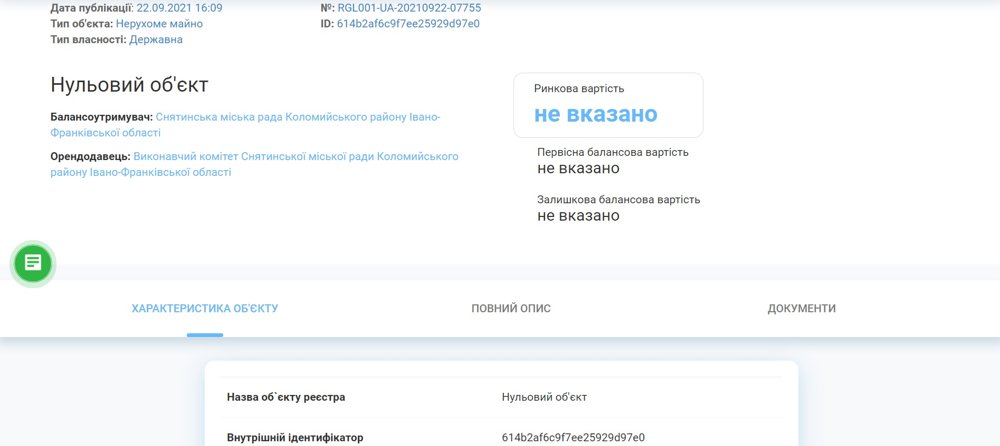 Дата публікації: 22.09.2021 16:09
№: RGL001-UA-20210922-07755
Тип об'єкта: Нерухоме майно
ID: 614b2af6c9f7ee25929d97e0
Тип власності: Державна
Нульовий об'єкт
Балансоутримувач: Снятинська міська рада Коломийського району Івано-
Франківської області
Орендодавець: Виконавчий комітет Снятинської міської ради Коломийського
району Івано-Франківської області
Ринкова вартість
не вказано
Первісна балансова вартість
не вказано
Залишкова балансова вартість
не вказано
ХАРАКТЕРИСТИКА ОБ'ЄКТУ
ПОВНИЙ ОПИС
ДОКУМЕНТИ
Назва об`єкту реєстра
Нульовий об'єкт
Внутрішній ідентифікатор
614b2af6c9f7ee25929d97e0